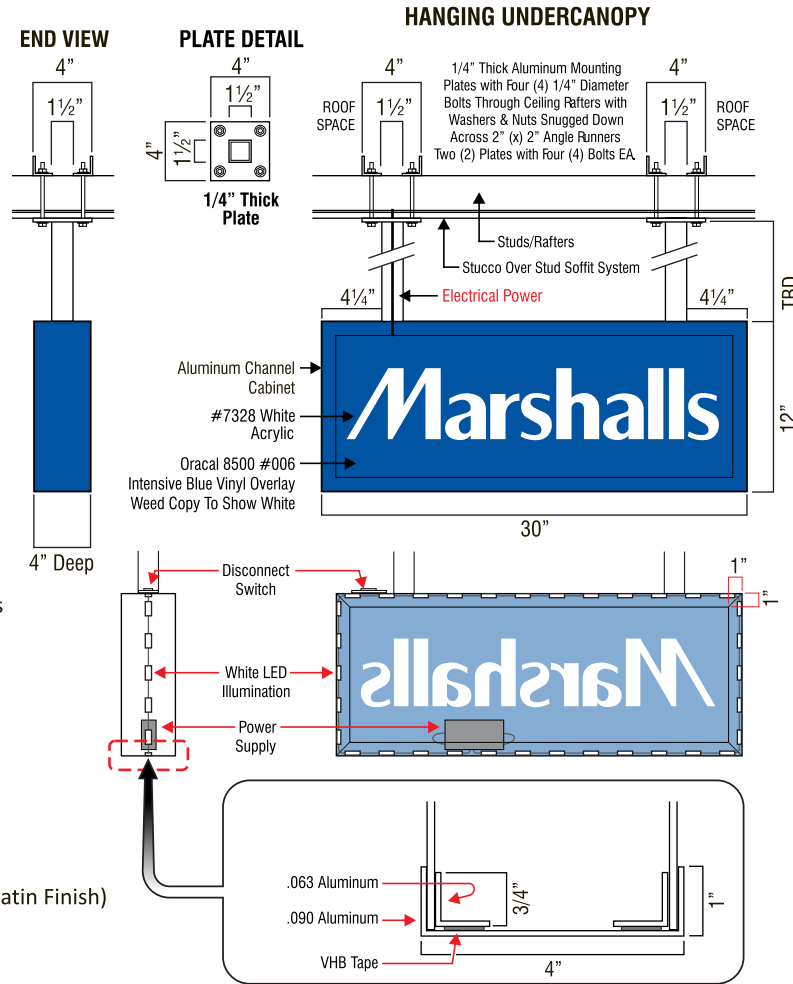 HANGING UNDERCANOPY
END VIEW
PLATE DETAIL
4”
1½”
4”
1½”
4”
1½”
1/4” Thick
Plate
4”
1½”
ROOF
SPACE
1/4” Thick Aluminum Mounting
Plates with Four (4) 1/4” Diameter
Bolts Through Ceiling Rafters with
Washers & Nuts Snugged Down
Across 2” (x) 2” Angle Runners
Two (2) Plates with Four (4) Bolts EA.
4”
1½”
ROOF
SPACE
Studs/Rafters
Stucco Over Stud Soffit System
Electrical Power
4¼”
4¼”
TBD
12”
30”
4” Deep
Aluminum Channel
Cabinet
#7328 White
Acrylic
Oracal 8500 #006
Intensive Blue Vinyl Overlay
Weed Copy To Show White
Marshalls
Disconnect
Switch
1”
1”
s
White LED
Illumination
Marshalls
Power
Supply
atin Finish)
.063 Aluminum
.090 Aluminum
VHB Tape
3/4”
1”
4”